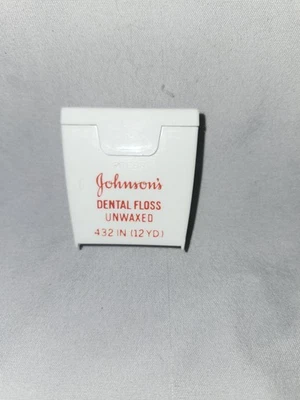 Johnson's
DENTAL FLOSS
UNWAXED
432 IN (12 YD)